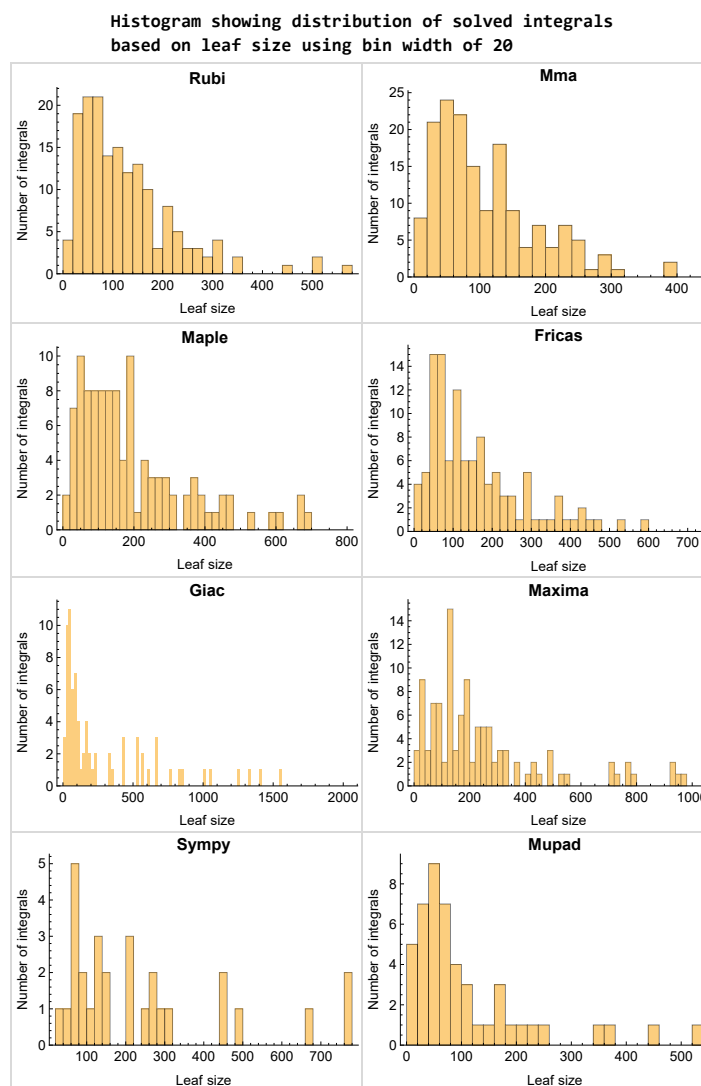 Histogram showing distribution of solved integrals
based on leaf size using bin width of 20
Rubi
Number of integrals
20
15
10
5
0
0 100 200 300 400 500
Leaf size
Mma
Number of integrals
25
20
15
10
5
0
0 100 200 300 400
Leaf size
Maple
Number of integrals
10
8
6
4
2
0
0 200 400 600 800
Leaf size
Fricas
Number of integrals
14
12
10
8
6
4
2
0
0 100 200 300 400 500 600 700
Leaf size
Giac
Number of integrals
10
8
6
4
2
0
0 500 1000 1500 2000
Leaf size
Maxima
Number of integrals
14
12
10
8
6
4
2
0
0 200 400 600 800 1000
Leaf size
Sympy
Number of integrals
5
4
3
2
1
0
100 200 300 400 500 600 700
Leaf size
Mupad
Number of integrals
8
6
4
2
0
0 100 200 300 400 500
Leaf size